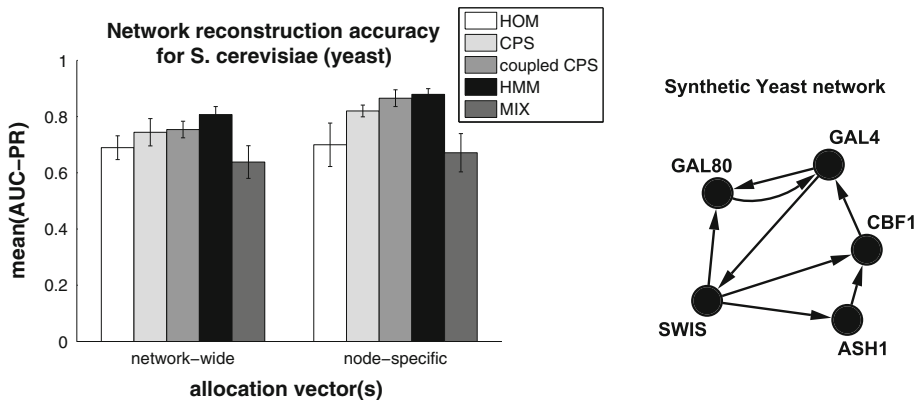 Network reconstruction accuracy
for S. cerevisiae (yeast)
HOM
CPS
coupled CPS
HMM
MIX
mean(AUC−PR)
1
0.8
0.6
0.4
0.2
0
network−wide
node−specific
allocation vector(s)
Synthetic Yeast network
GAL4
GAL80
CBF1
SWIS
ASH1